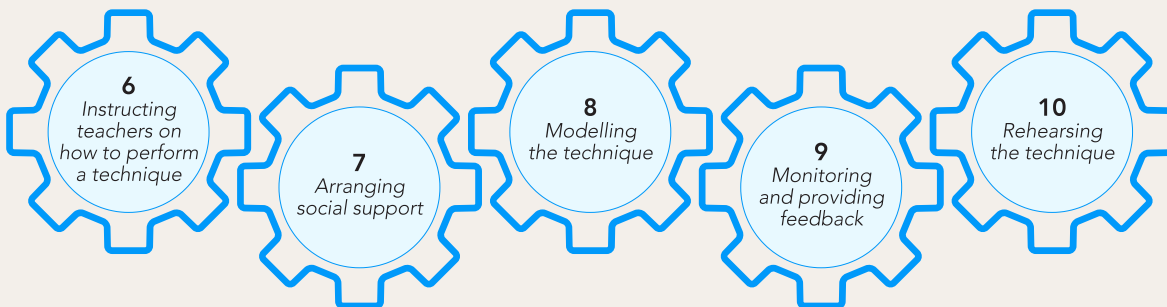 6
Instructing
teachers on
how to perform
a technique
7
Arranging
social support
8
Modelling
the technique
9
Monitoring
and providing
feedback
10
Rehearsing
the technique